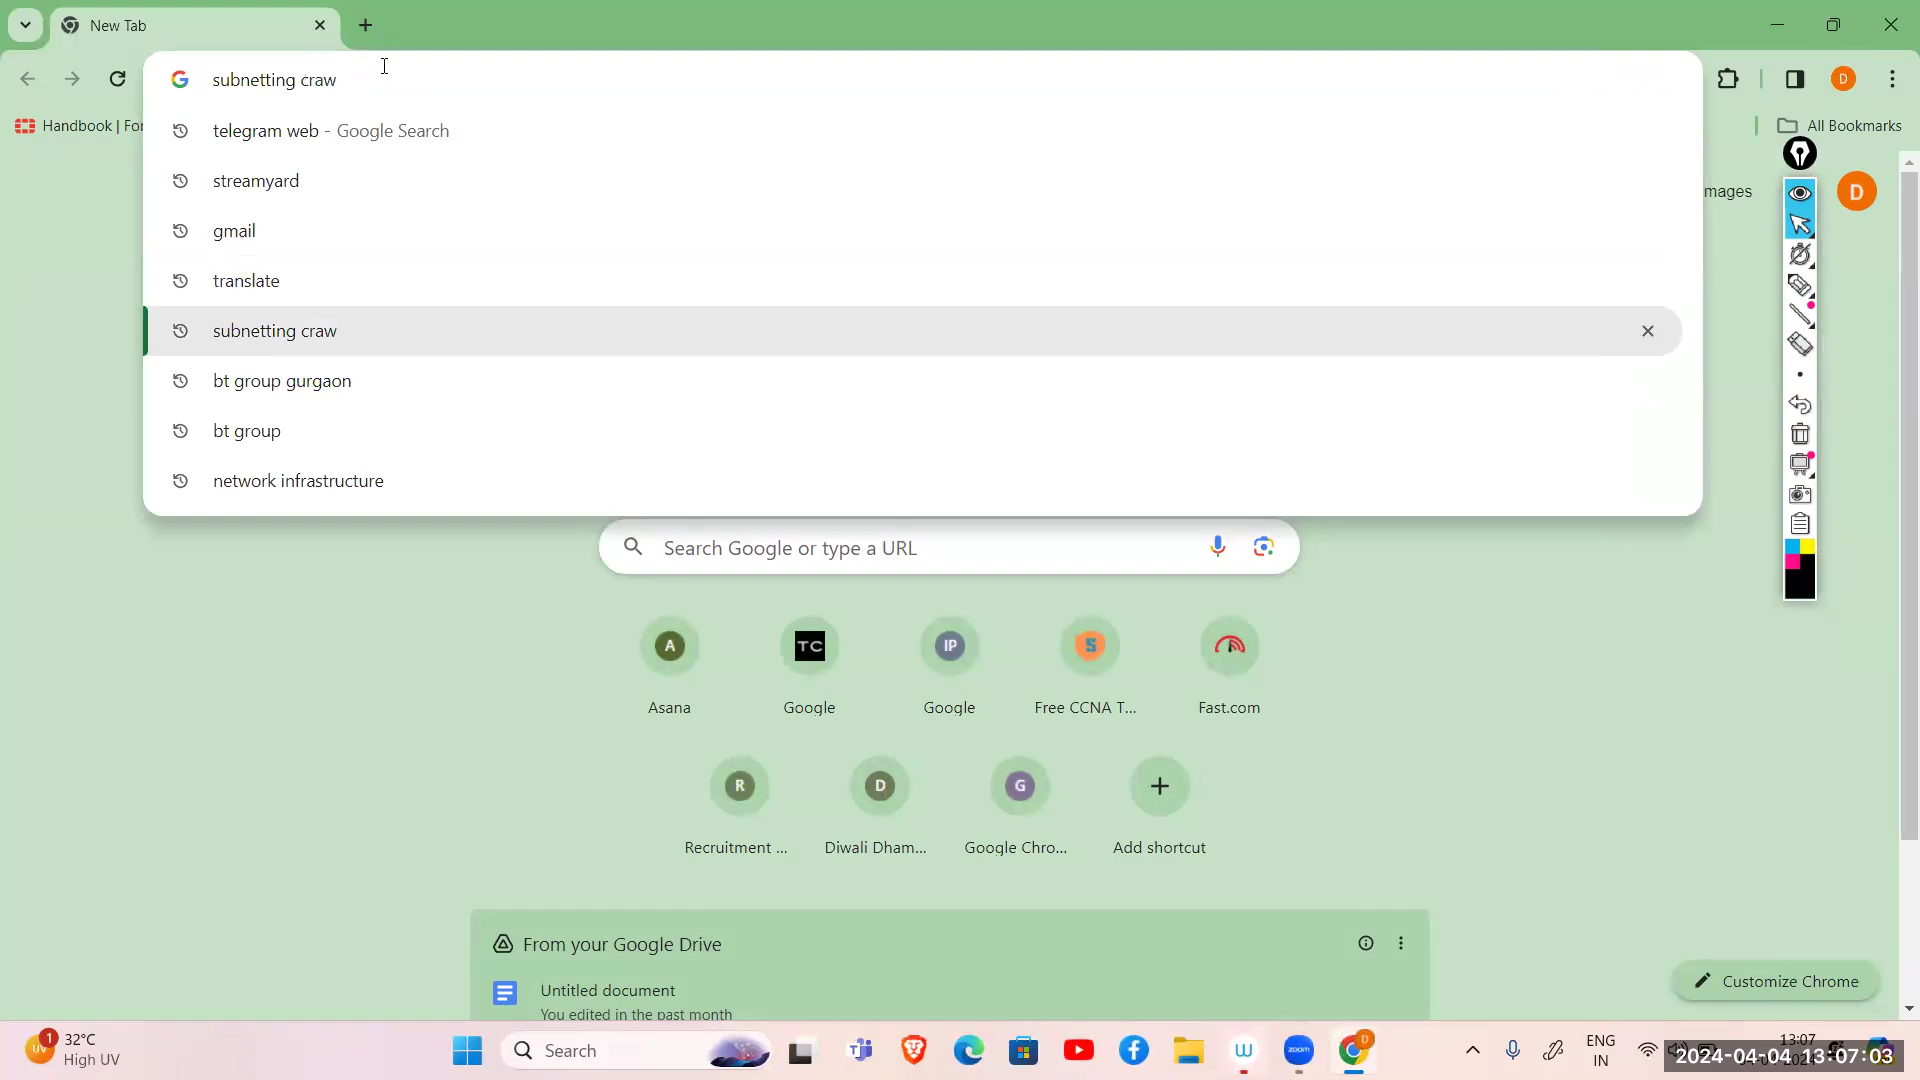 New Tab
subnetting craw
Handbook | For
All Bookmarks
telegram web - Google Search
streamyard
mages
D
gmail
translate
subnetting craw
bt group gurgaon
bt group
network infrastructure
Search Google or type a URL
A
TC
IP
S
Asana
Google
Google
Free CCNA T...
Fast.com
R
D
G
Recruitment ...
Diwali Dham...
Google Chro...
Add shortcut
From your Google Drive
Untitled document
You edited in the past month
Customize Chrome
32°C
High UV
Search
zoom
ENG
IN
13:07
2024-04-04 13:07:03